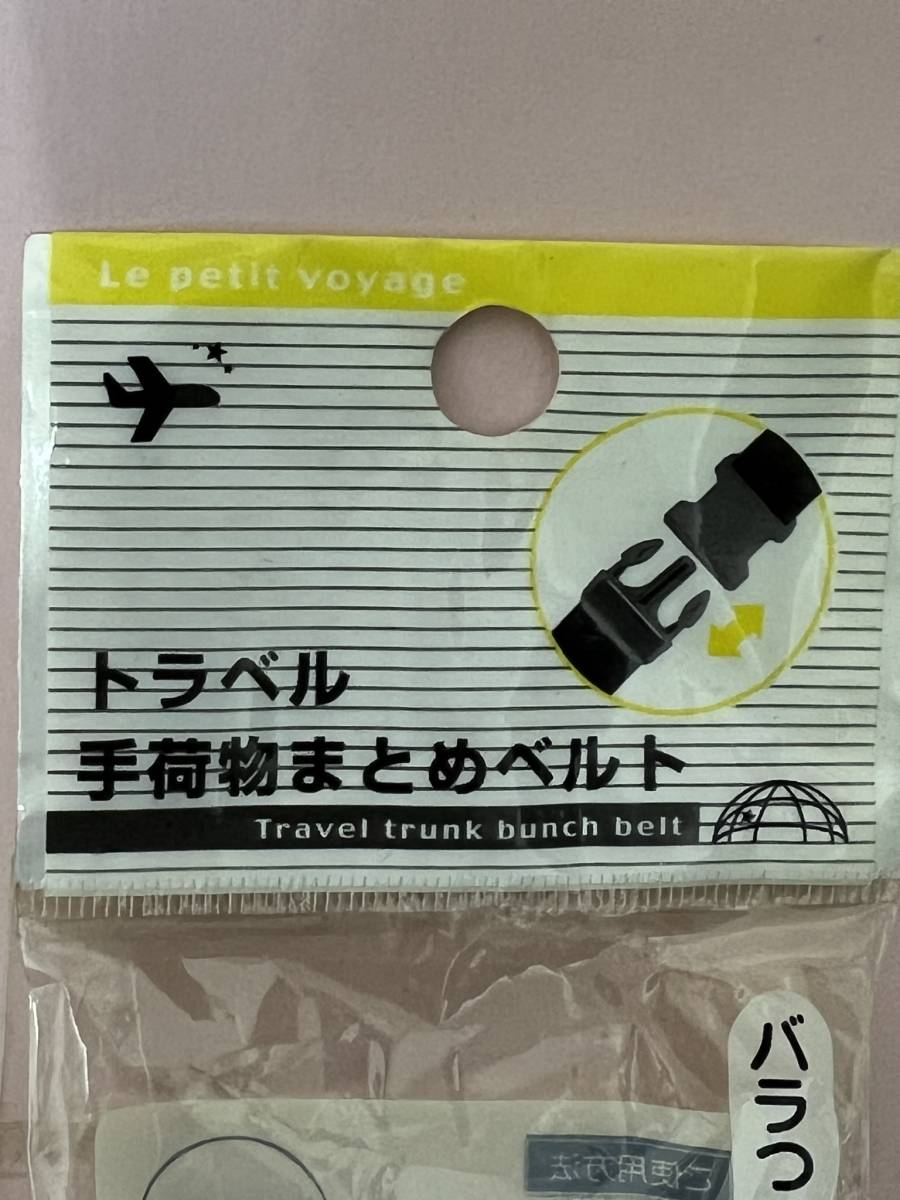 Le petit voyage
トラベル
手荷物まとめベルト
Travel trunk bunch belt
バラつ
ご使用方法